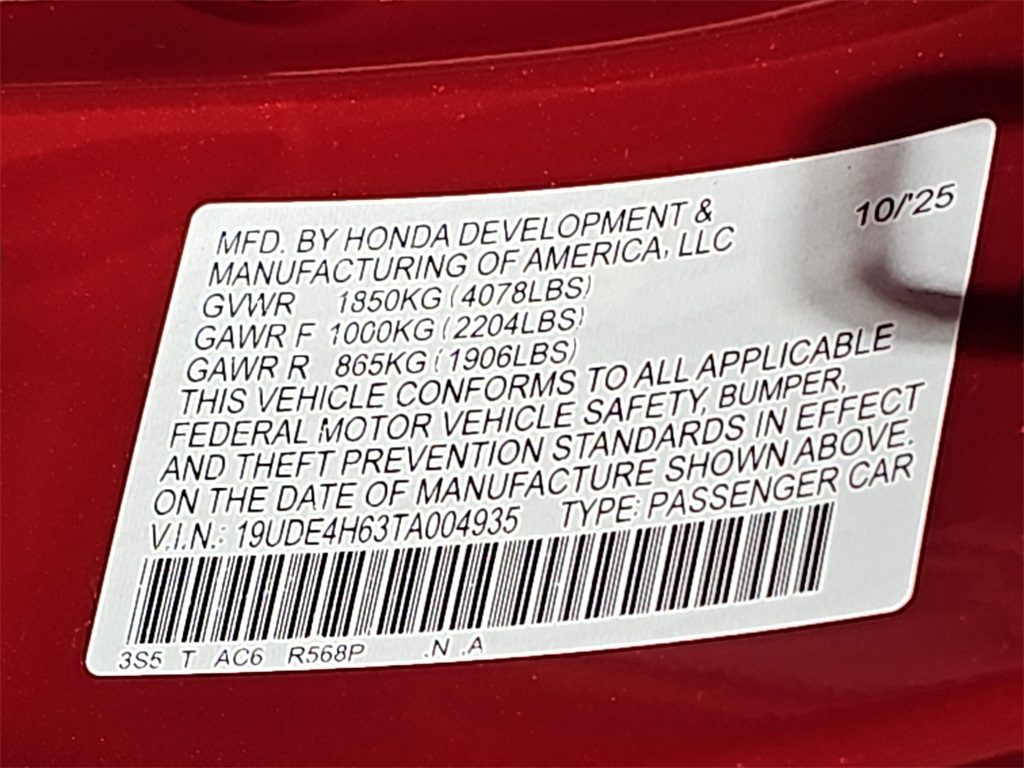 MFD. BY HONDA DEVELOPMENT & 10/'25
MANUFACTURING OF AMERICA, LLC
GVWR 1850KG (4078LBS)
GAWR F 1000KG (2204LBS)
GAWR R 865KG (1906LBS)
THIS VEHICLE CONFORMS TO ALL APPLICABLE
FEDERAL MOTOR VEHICLE SAFETY, BUMPER,
AND THEFT PREVENTION STANDARDS IN EFFECT
ON THE DATE OF MANUFACTURE SHOWN ABOVE.
V.I.N.: 19UDE4H63TA004935 TYPE: PASSENGER CAR
3S5 T AC6 R568P .N .A